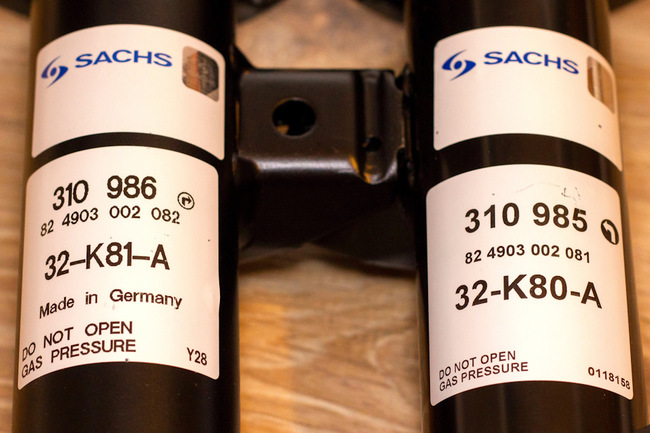 SACHS
310 986
82 4903 002 082
32-K81-A
Made in Germany
DO NOT OPEN
GAS PRESSURE
Y28
SACHS
310 985
82 4903 002 081
32-K80-A
DO NOT OPEN
GAS PRESSURE
0118158